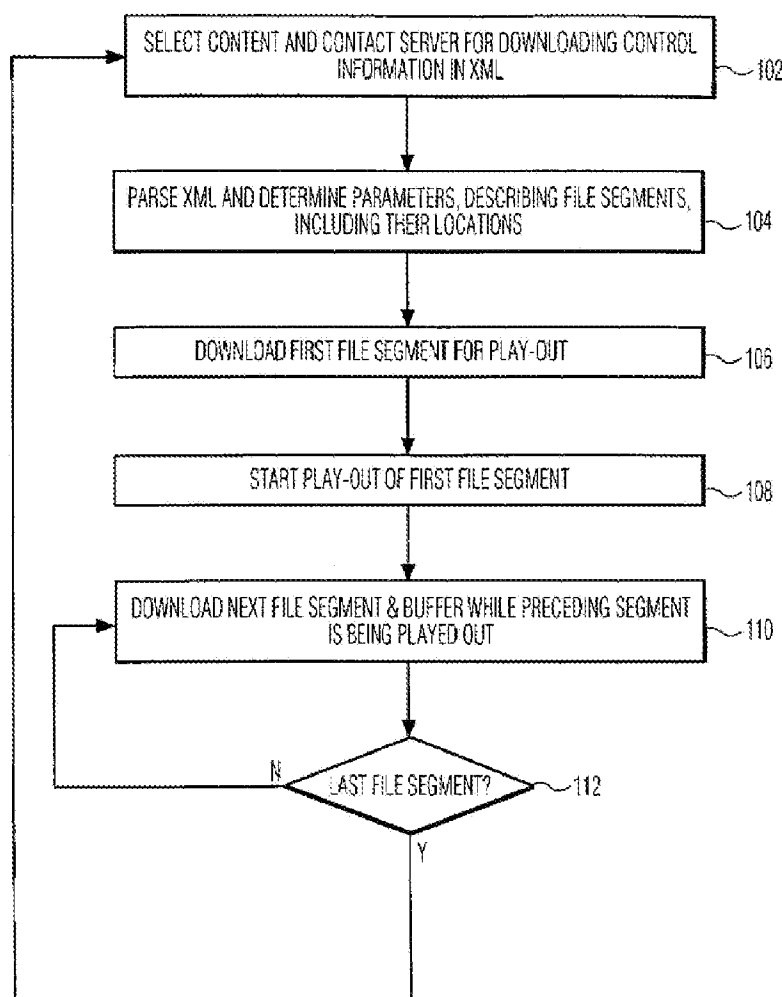 SELECT CONTENT AND CONTACT SERVER FOR DOWNLOADING CONTROL
INFORMATION IN XML
102
PARSE XML AND DETERMINE PARAMETERS, DESCRIBING FILE SEGMENTS,
INCLUDING THEIR LOCATIONS
104
DOWNLOAD FIRST FILE SEGMENT FOR PLAY-OUT
106
START PLAY-OUT OF FIRST FILE SEGMENT
108
DOWNLOAD NEXT FILE SEGMENT & BUFFER WHILE PRECEDING SEGMENT
IS BEING PLAYED OUT
110
N
LAST FILE SEGMENT?
112
Y